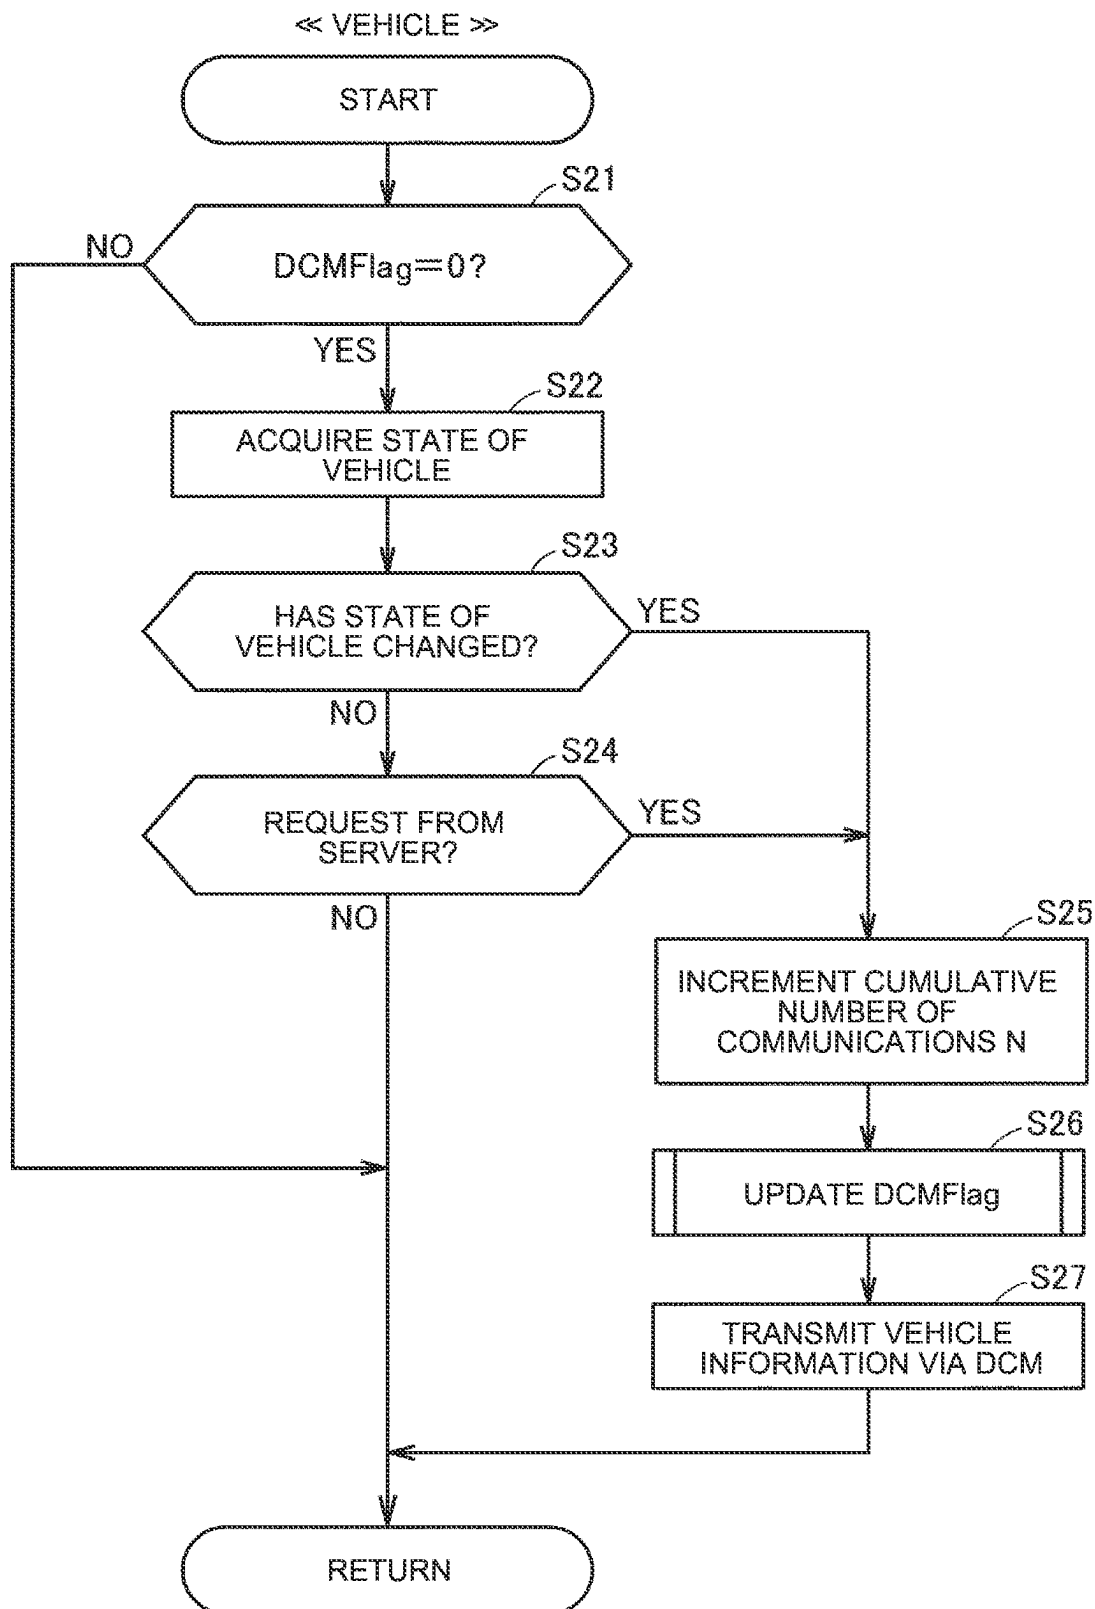 ≪ VEHICLE ≫
START
S21
NO
DCMFlag=0?
YES
S22
ACQUIRE STATE OF
VEHICLE
S23
HAS STATE OF
VEHICLE CHANGED?
YES
NO
S24
REQUEST FROM
SERVER?
YES
NO
S25
INCREMENT CUMULATIVE
NUMBER OF
COMMUNICATIONS N
S26
UPDATE DCMFlag
S27
TRANSMIT VEHICLE
INFORMATION VIA DCM
RETURN